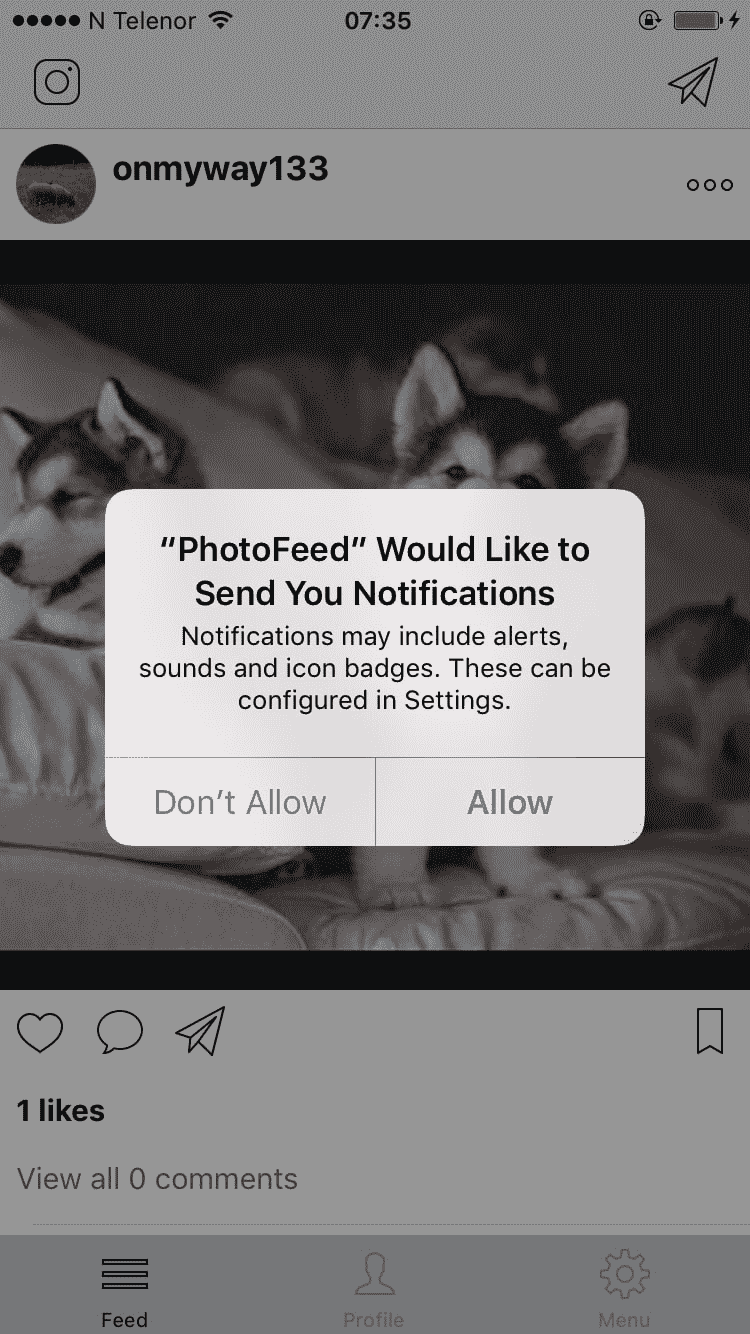 N Telenor 07:35
onmyway133
“PhotoFeed” Would Like to
Send You Notifications
Notifications may include alerts,
sounds and icon badges. These can be
configured in Settings.
Don’t Allow Allow
1 likes
View all 0 comments
Feed Profile Menu